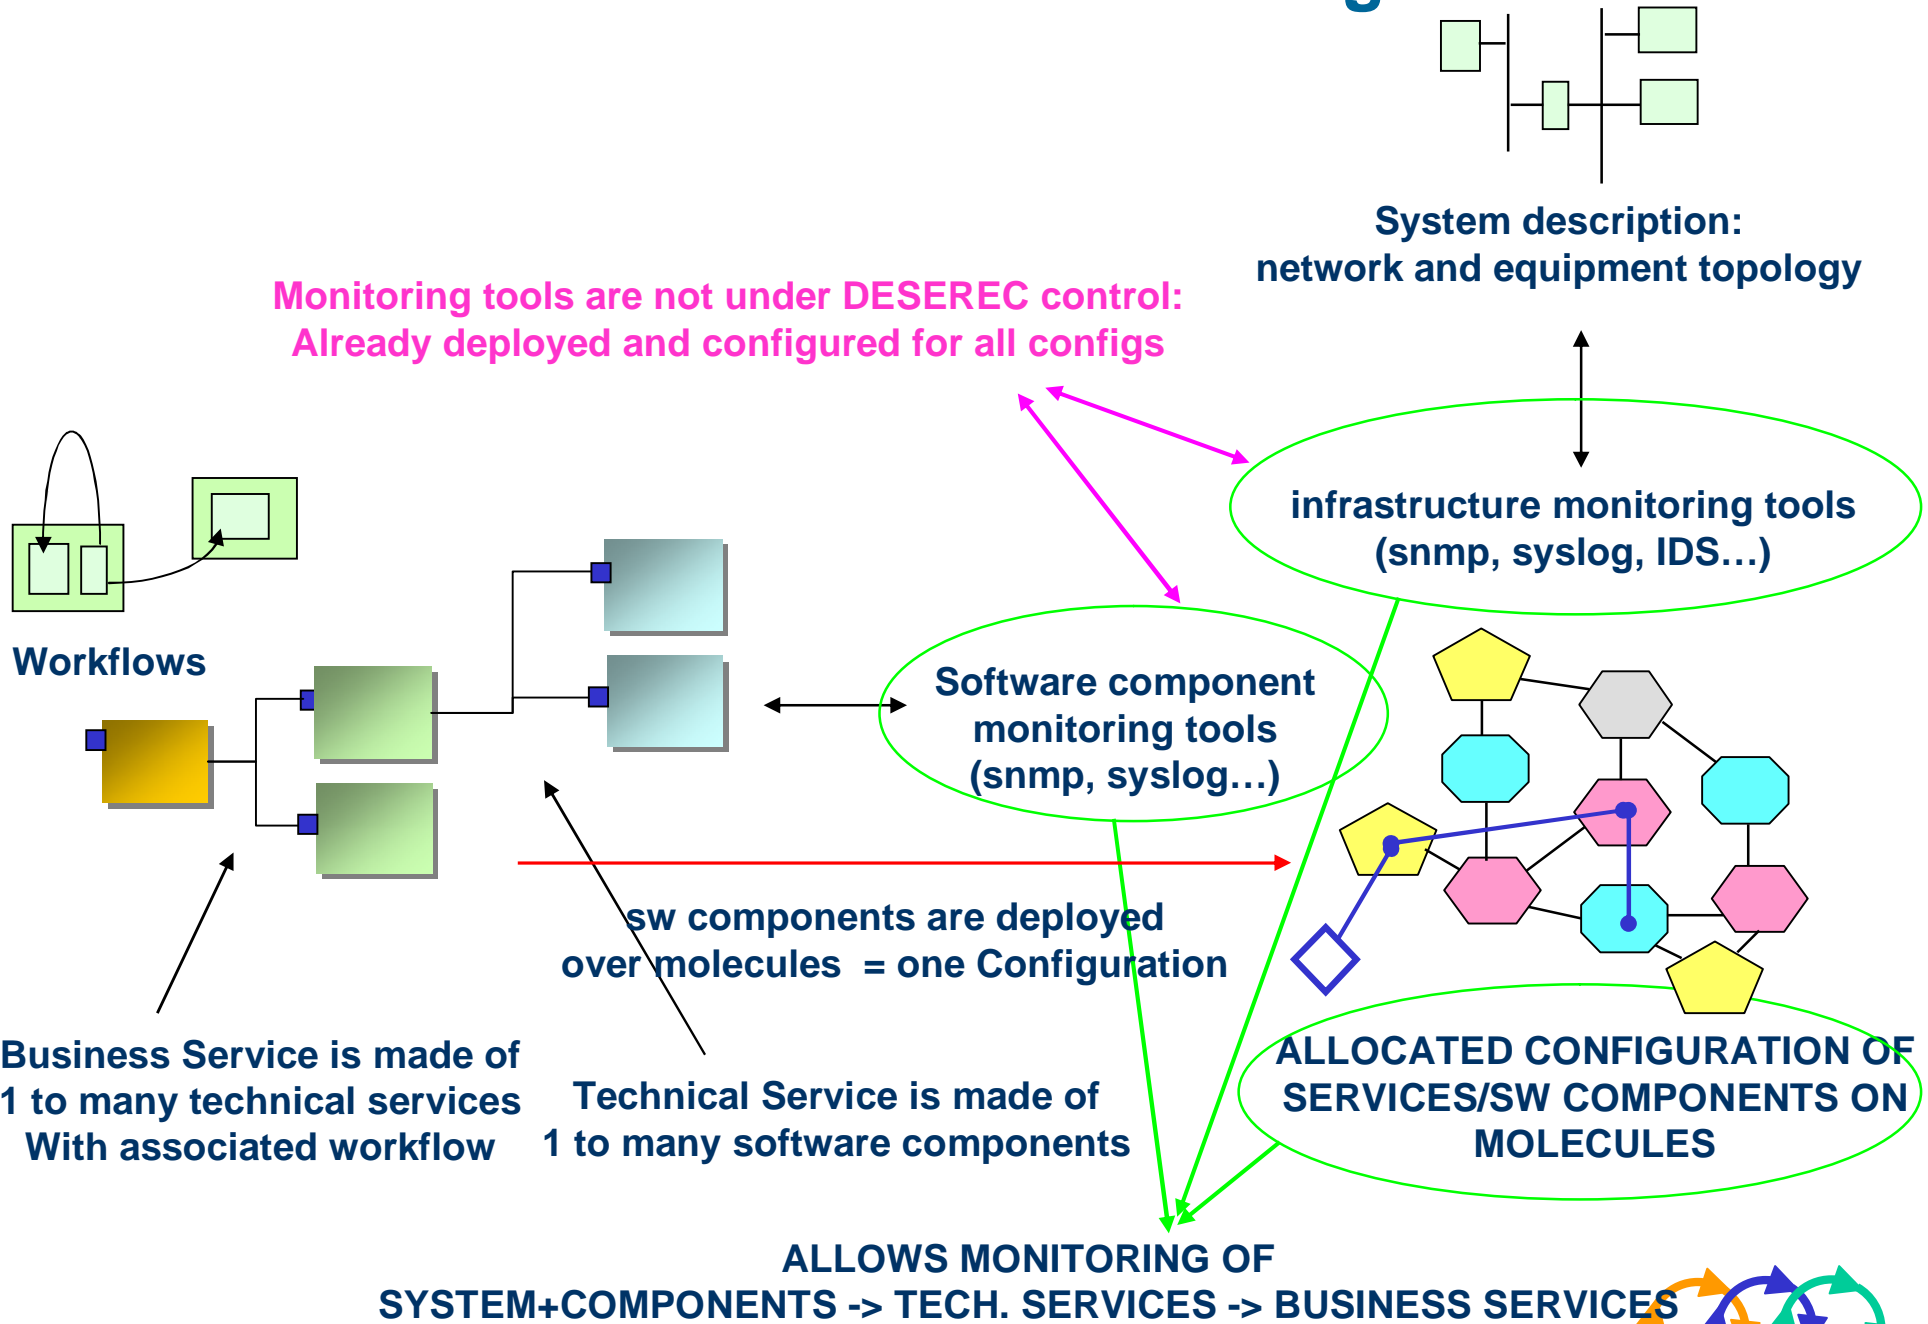 System description:
network and equipment topology
Monitoring tools are not under DESEREC control:
Already deployed and configured for all configs
infrastructure monitoring tools
(snmp, syslog, IDS…)
Workflows
Software component
monitoring tools
(snmp, syslog…)
sw components are deployed
over molecules = one Configuration
Business Service is made of
1 to many technical services
With associated workflow
Technical Service is made of
1 to many software components
ALLOCATED CONFIGURATION OF
SERVICES/SW COMPONENTS ON
MOLECULES
ALLOWS MONITORING OF
SYSTEM+COMPONENTS -> TECH. SERVICES -> BUSINESS SERVICES